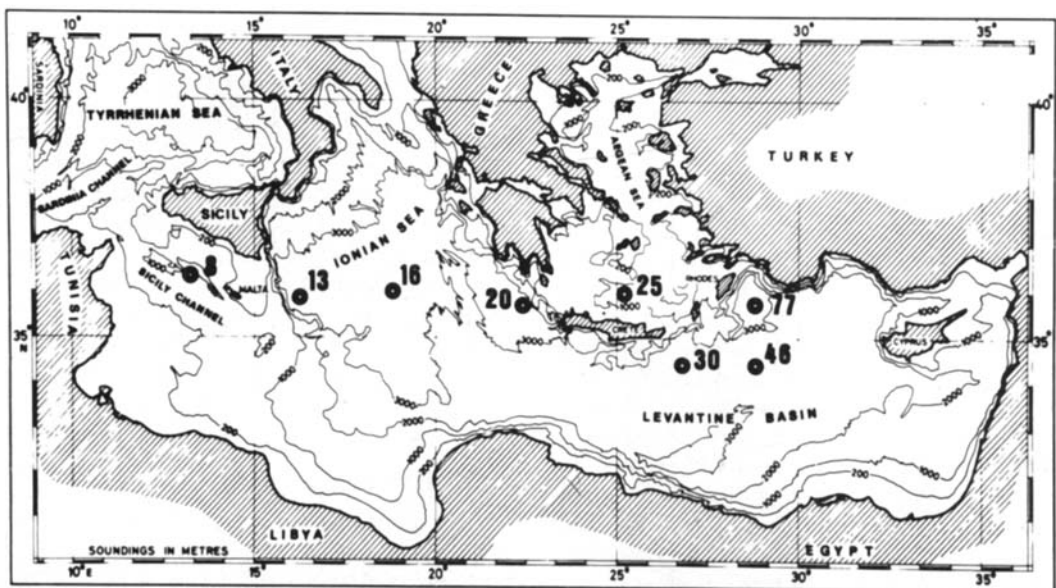 10° 15° 20° 25° 30° 35°
SARDINIA
ITALY
GREECE
40° 40°
TYRRHENIAN SEA
AEGEAN SEA
TURKEY
SARDINIA CHANNEL
SICILY
IONIAN SEA
TUNISIA
8
MALTA
SICILY CHANNEL
13
16
20
25
RHODES
77
CRETE
CYPRUS
35° 35°
N
30
46
LEVANTINE BASIN
200
1000
2000
3000
LIBYA
EGYPT
SOUNDINGS IN METRES
10°E 15° 20° 25° 30° 35°